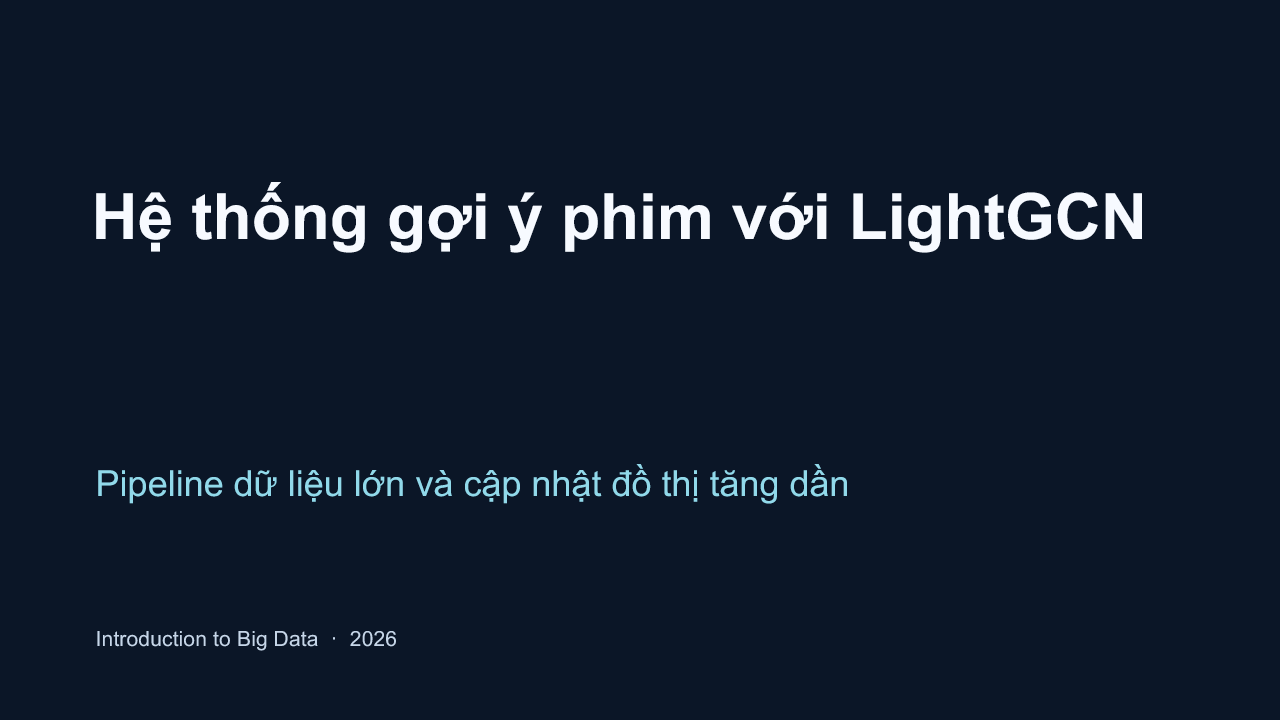 Hệ thống gợi ý phim với LightGCN
Pipeline dữ liệu lớn và cập nhật đồ thị tăng dần
Introduction to Big Data · 2026